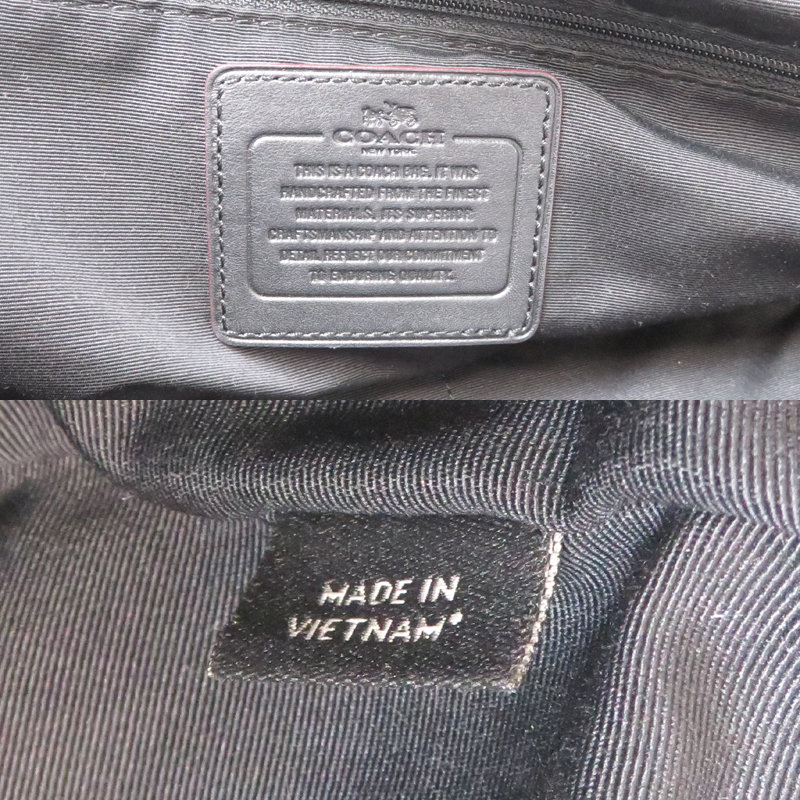 COACH
NEW YORK
THIS IS A COACH BAG. IT WAS
HANDCRAFTED FROM THE FINEST
MATERIALS. ITS SUPERIOR
CRAFTSMANSHIP AND ATTENTION TO
DETAIL REFLECT OUR COMMITMENT
TO ENDURING QUALITY.
MADE IN
VIETNAM